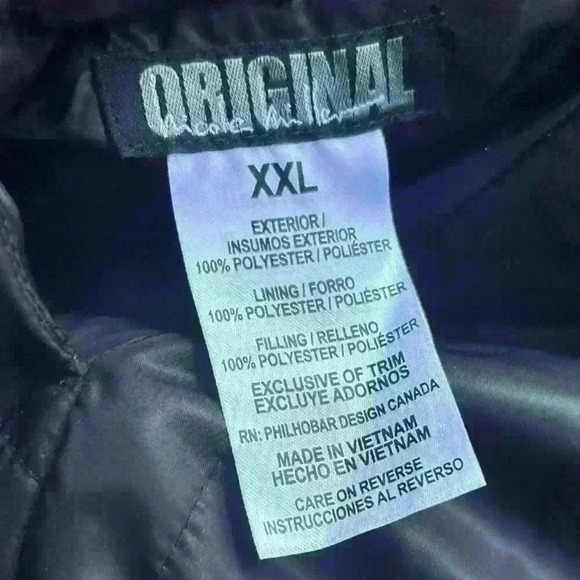 ORIGINAL
Nicole Miller
XXL
EXTERIOR /
INSUMOS EXTERIOR
100% POLYESTER / POLIÉSTER
LINING / FORRO
100% POLYESTER / POLIÉSTER
FILLING / RELLENO
100% POLYESTER / POLIÉSTER
EXCLUSIVE OF TRIM
EXCLUYE ADORNOS
RN: PHILHOBAR DESIGN CANADA
MADE IN VIETNAM
HECHO EN VIETNAM
CARE ON REVERSE
INSTRUCCIONES AL REVERSO